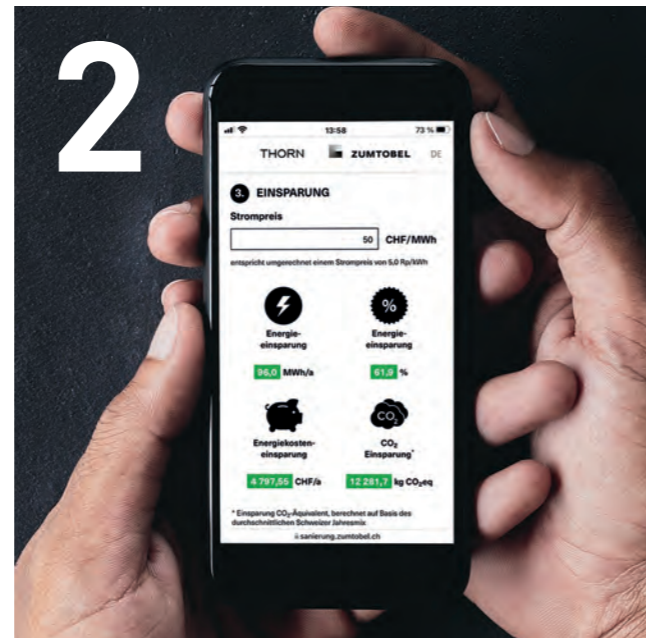 2
13:58 73 %
THORN ZUMTOBEL DE
3. EINSPARUNG
Strompreis
50 CHF/MWh
entspricht umgerechnet einem Strompreis von 5,0 Rp/kWh
Energie-
einsparung
96,0 MWh/a
%
Energie-
einsparung
61,9 %
Energiekosten-
einsparung
4 797,55 CHF/a
CO₂
CO₂
Einsparung*
12 281,7 kg CO₂eq
* Einsparung CO₂-Äquivalent, berechnet auf Basis des
durchschnittlichen Schweizer Jahresmix
sanierung.zumtobel.ch